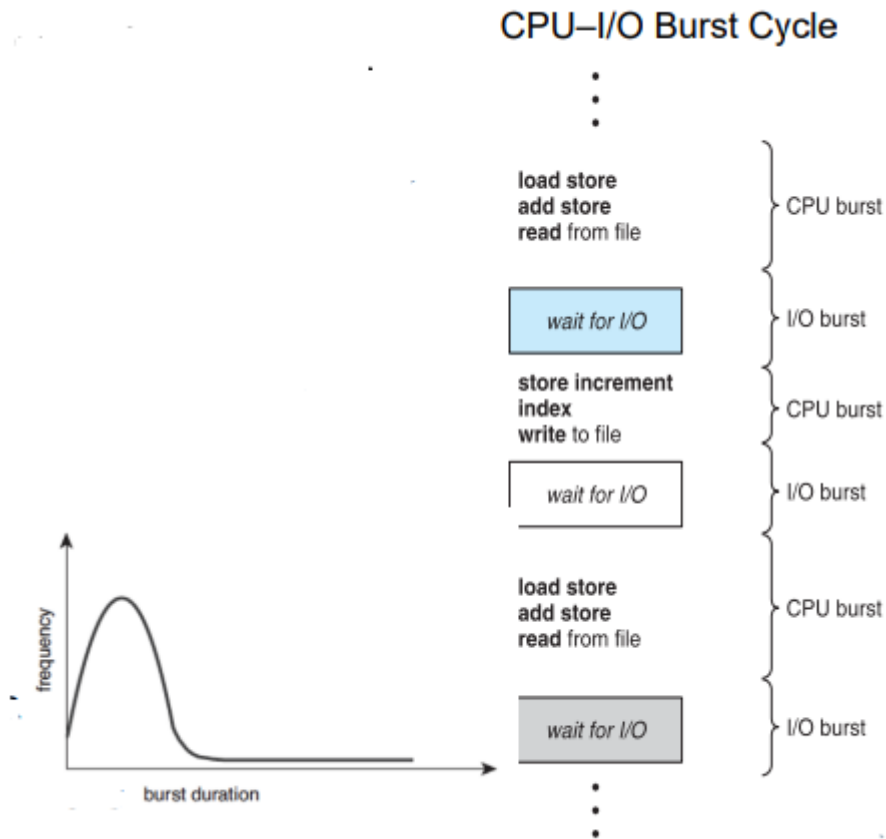 CPU–I/O Burst Cycle
load store
add store
read from file
CPU burst
wait for I/O
I/O burst
store increment
index
write to file
CPU burst
wait for I/O
I/O burst
load store
add store
read from file
CPU burst
wait for I/O
I/O burst
frequency
burst duration